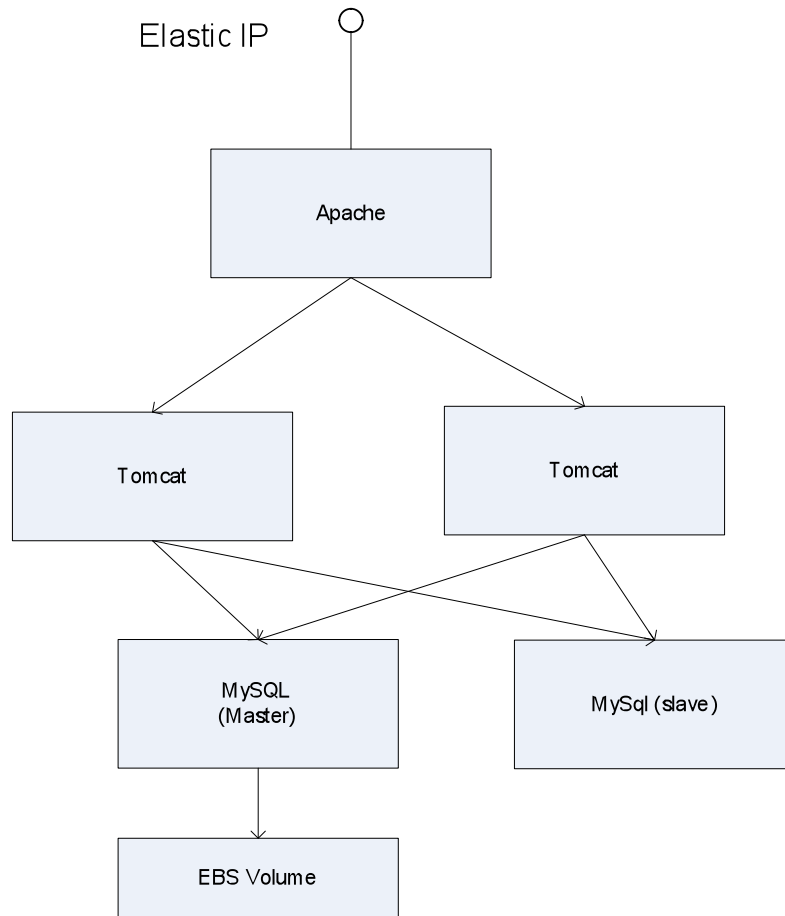 Elastic IP
Apache
Tomcat
Tomcat
MySQL
(Master)
MySql (slave)
EBS Volume